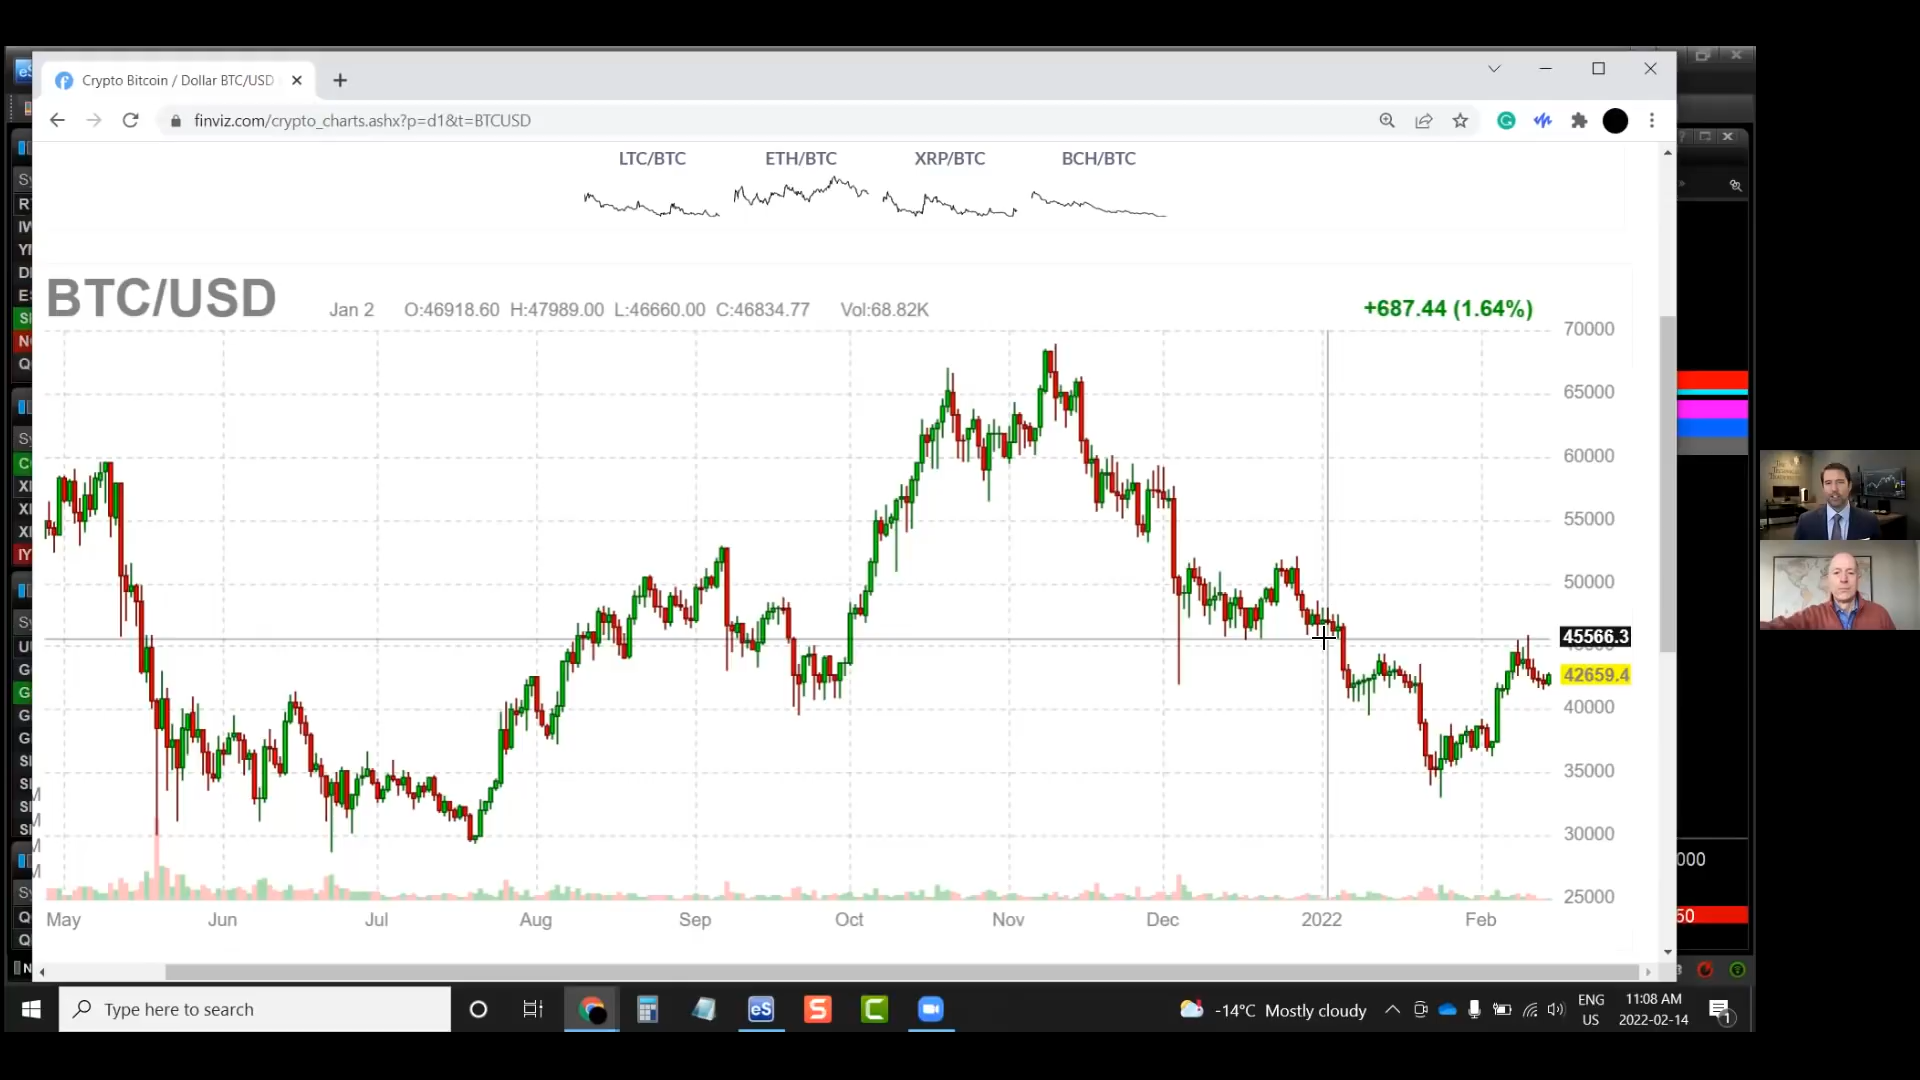 Crypto Bitcoin / Dollar BTC/USD
finviz.com/crypto_charts.ashx?p=d1&t=BTCUSD
LTC/BTC ETH/BTC XRP/BTC BCH/BTC
BTC/USD Jan 2 O:46918.60 H:47989.00 L:46660.00 C:46834.77 Vol:68.82K +687.44 (1.64%)
70000
65000
60000
55000
50000
45566.3
42659.4
40000
35000
30000
25000
May Jun Jul Aug Sep Oct Nov Dec 2022 Feb
000
50
Type here to search
eS
S
C
-14°C Mostly cloudy
ENG
US
11:08 AM
2022-02-14
1